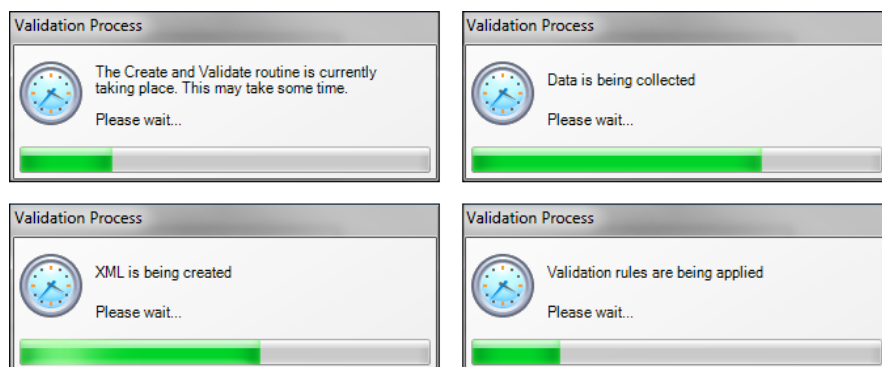 Validation Process
The Create and Validate routine is currently
taking place. This may take some time.
Please wait...
Validation Process
Data is being collected
Please wait...
Validation Process
XML is being created
Please wait...
Validation Process
Validation rules are being applied
Please wait...